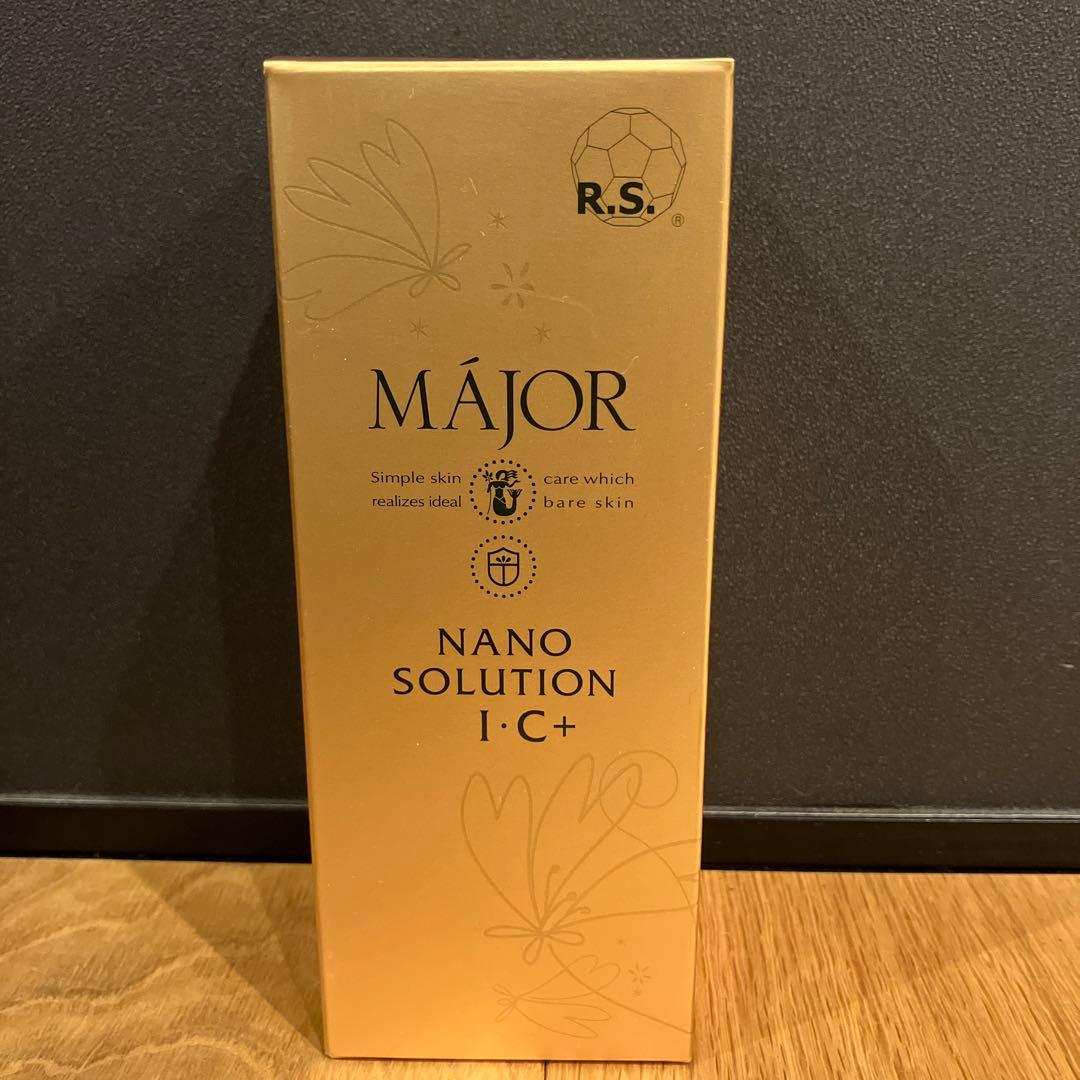 R.S.
®
MÁJOR
Simple skin care which
realizes ideal bare skin
NANO
SOLUTION
I·C+